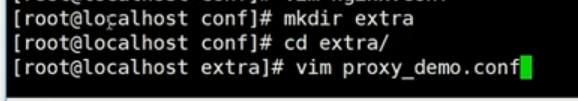 [root@localhost conf]# mkdir extra
[root@localhost conf]# cd extra/
[root@localhost extra]# vim proxy_demo.conf